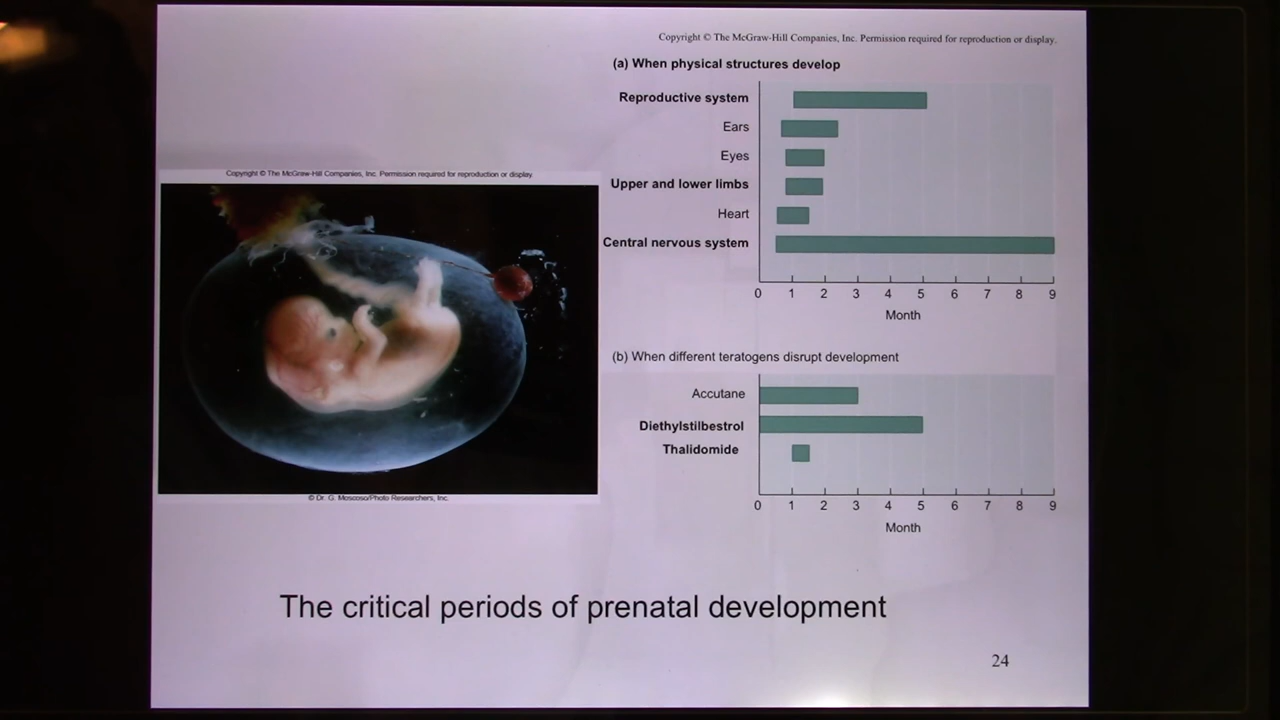 Copyright © The McGraw-Hill Companies, Inc. Permission required for reproduction or display.
(a) When physical structures develop
Reproductive system
Ears
Eyes
Upper and lower limbs
Heart
Central nervous system
0 1 2 3 4 5 6 7 8 9
Month
Copyright © The McGraw-Hill Companies, Inc. Permission required for reproduction or display.
© Dr. G. Moscoso/Photo Researchers, Inc.
(b) When different teratogens disrupt development
Accutane
Diethylstilbestrol
Thalidomide
0 1 2 3 4 5 6 7 8 9
Month
The critical periods of prenatal development
24